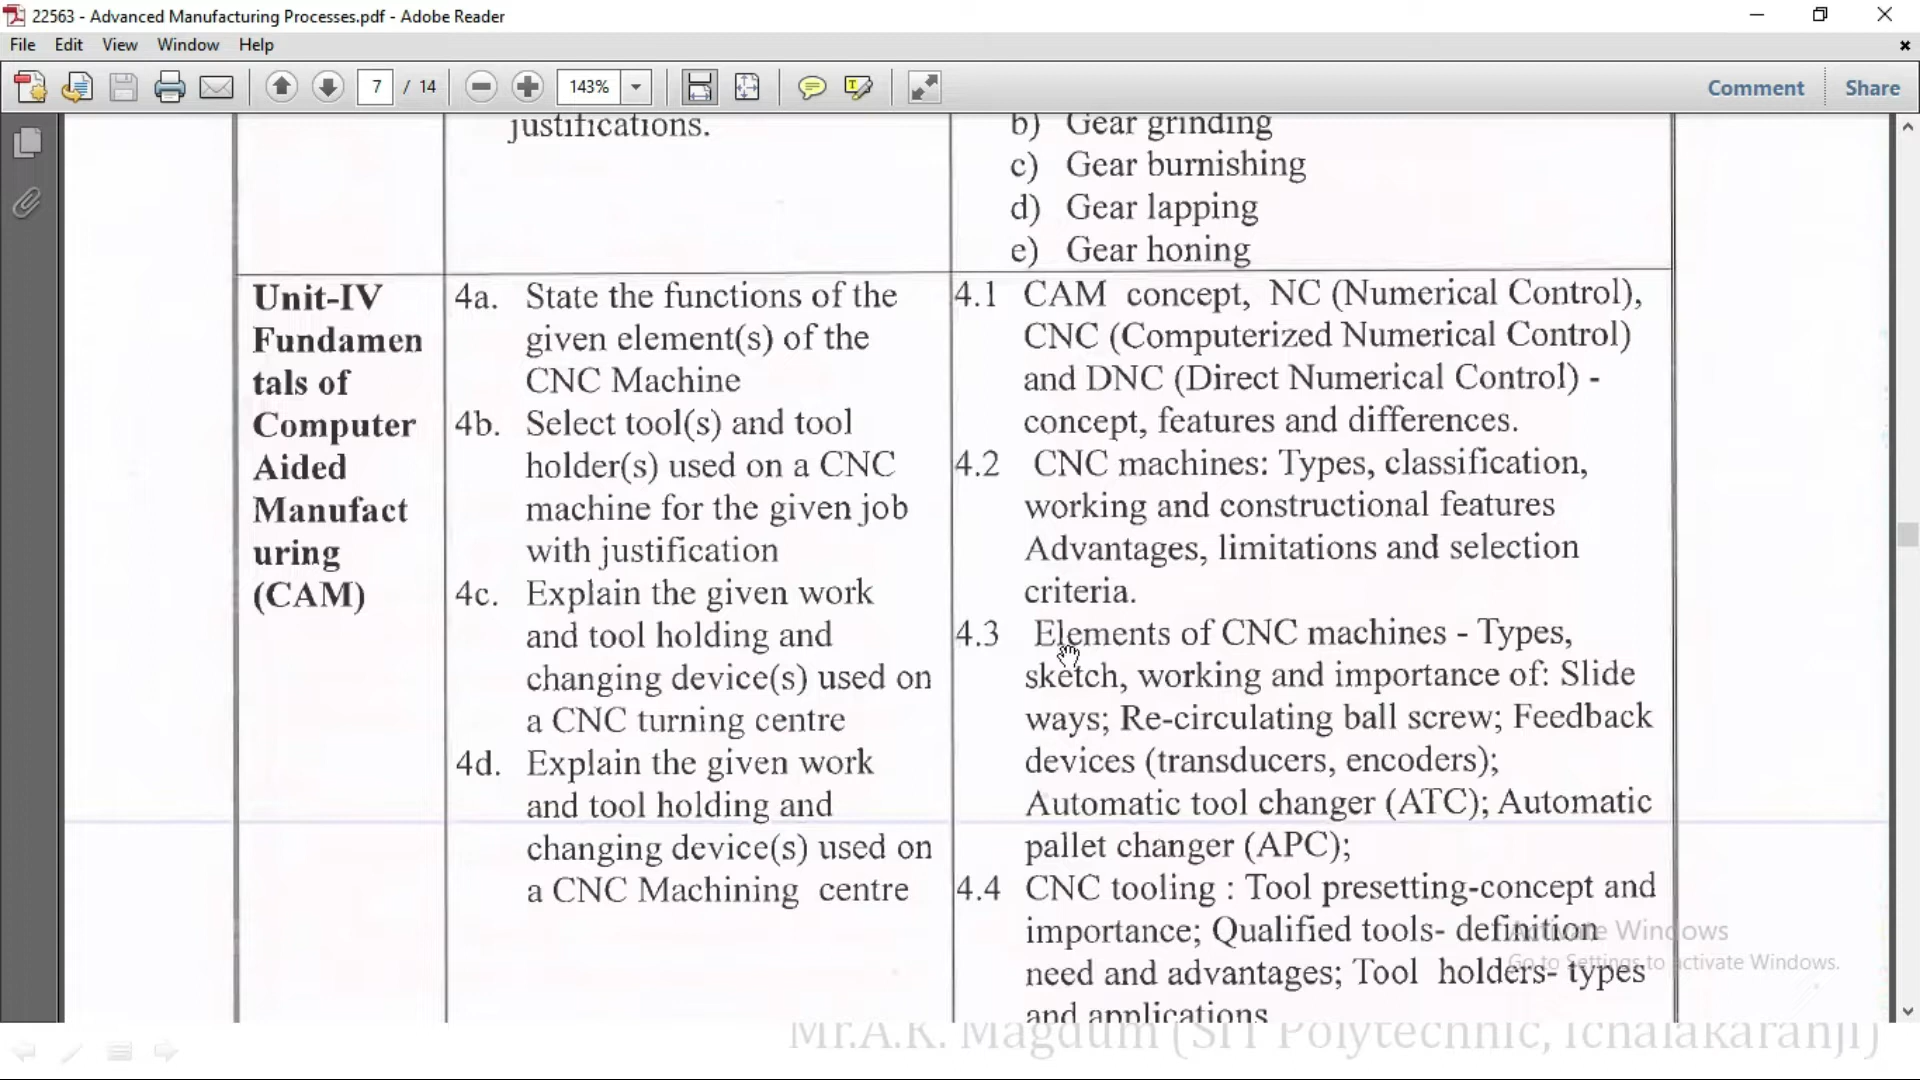 22563 - Advanced Manufacturing Processes.pdf - Adobe Reader
File Edit View Window Help
7 / 14 143% Comment Share
justifications.
b) Gear grinding
c) Gear burnishing
d) Gear lapping
e) Gear honing
Unit-IV
Fundamen
tals of
Computer
Aided
Manufact
uring
(CAM)
4a. State the functions of the
given element(s) of the
CNC Machine
4b. Select tool(s) and tool
holder(s) used on a CNC
machine for the given job
with justification
4c. Explain the given work
and tool holding and
changing device(s) used on
a CNC turning centre
4d. Explain the given work
and tool holding and
changing device(s) used on
a CNC Machining centre
4.1 CAM concept, NC (Numerical Control),
CNC (Computerized Numerical Control)
and DNC (Direct Numerical Control) -
concept, features and differences.
4.2 CNC machines: Types, classification,
working and constructional features
Advantages, limitations and selection
criteria.
4.3 Elements of CNC machines - Types,
sketch, working and importance of: Slide
ways; Re-circulating ball screw; Feedback
devices (transducers, encoders);
Automatic tool changer (ATC); Automatic
pallet changer (APC);
4.4 CNC tooling : Tool presetting-concept and
importance; Qualified tools- definition
need and advantages; Tool holders- types
and applications
Activate Windows
Go to Settings to activate Windows.
Mr.A.K. Magdum (SIT Polytechnic, Ichalakaranji)